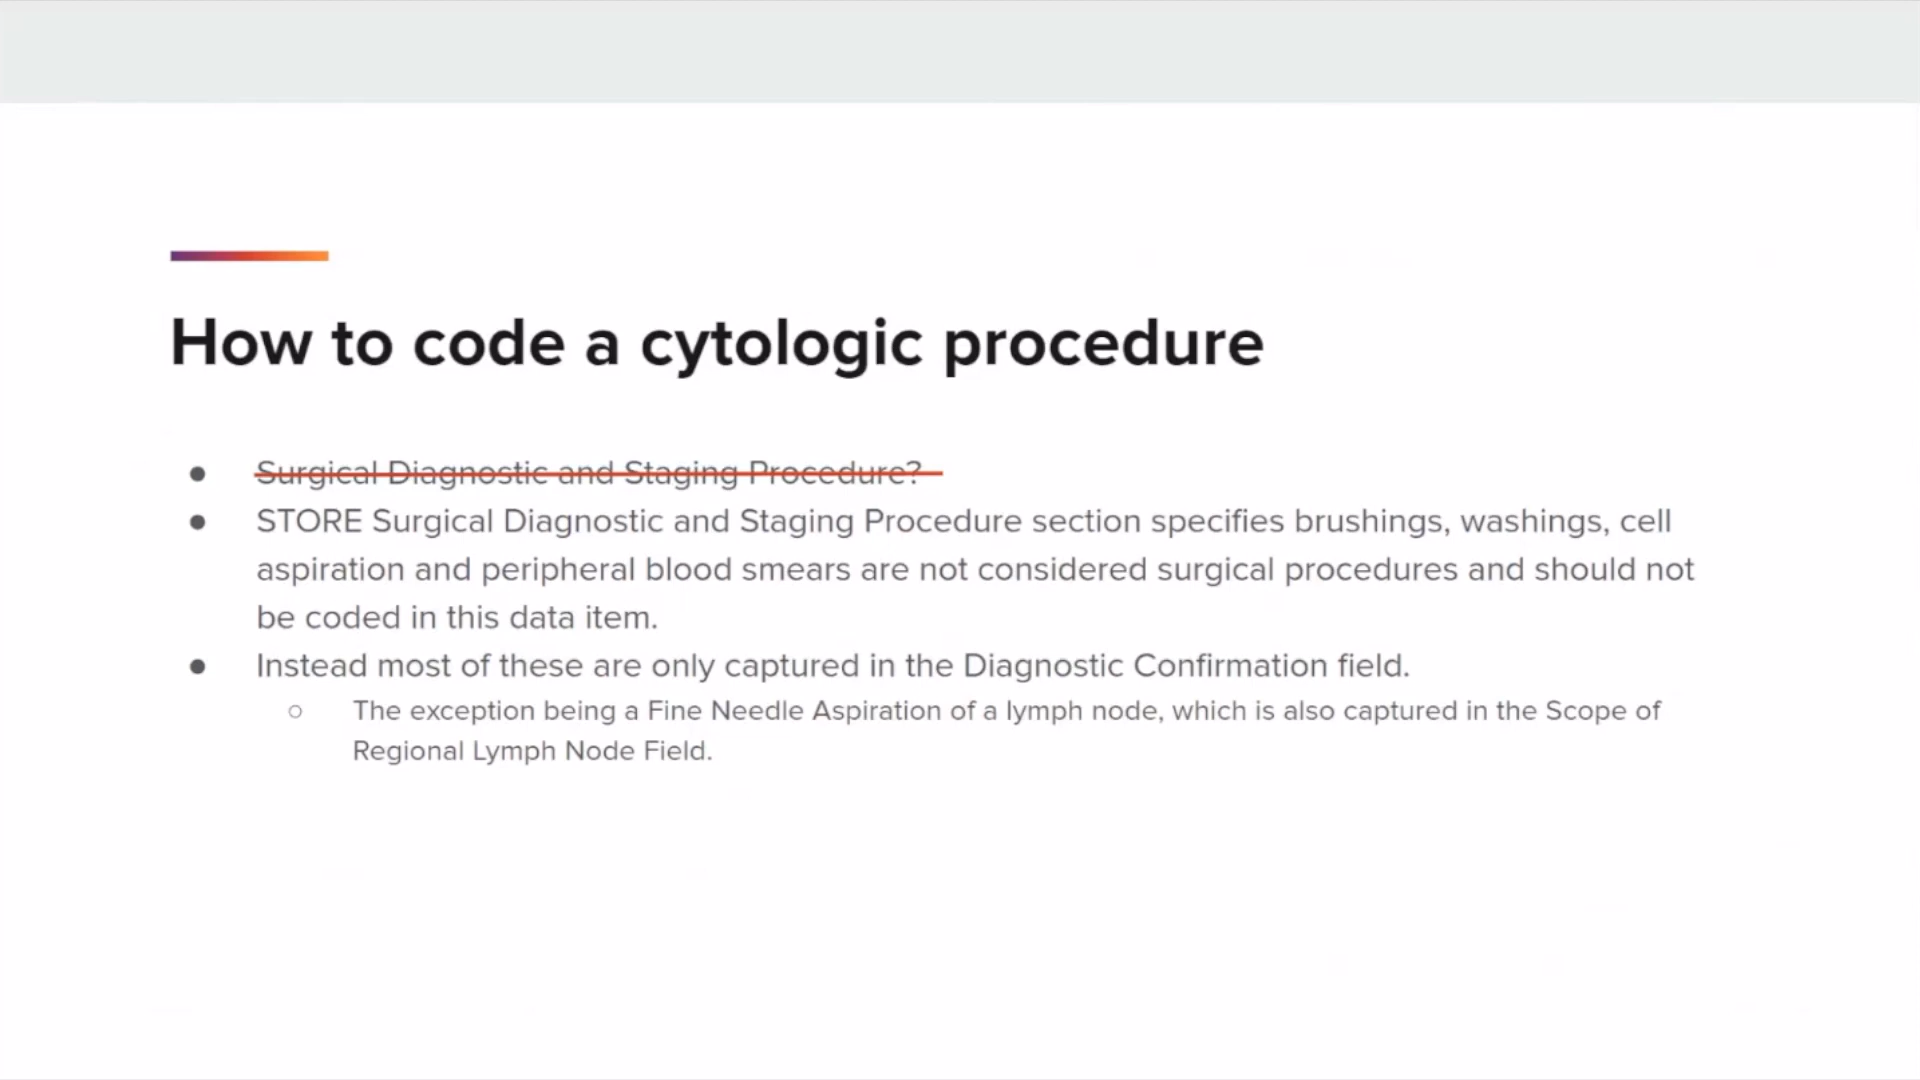 How to code a cytologic procedure
Surgical Diagnostic and Staging Procedure?
STORE Surgical Diagnostic and Staging Procedure section specifies brushings, washings, cell
aspiration and peripheral blood smears are not considered surgical procedures and should not
be coded in this data item.
Instead most of these are only captured in the Diagnostic Confirmation field.
The exception being a Fine Needle Aspiration of a lymph node, which is also captured in the Scope of
Regional Lymph Node Field.